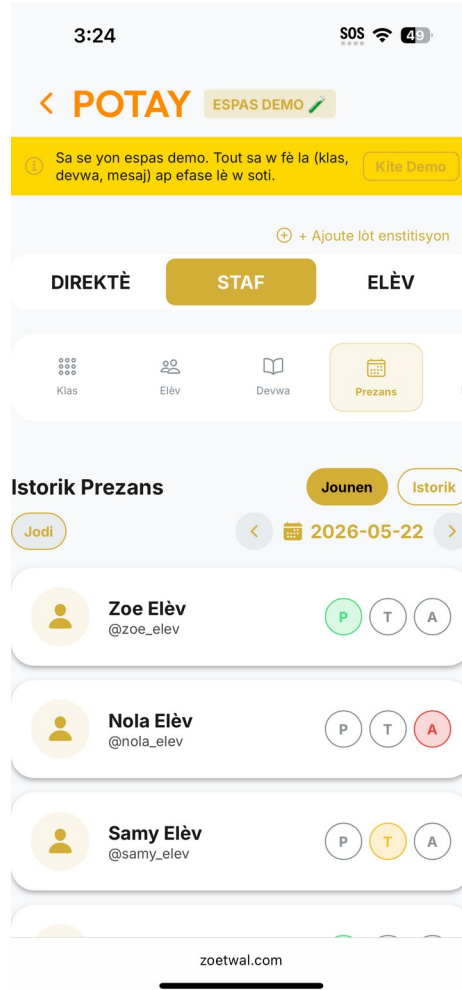 3:24
SOS
49
POTAY
ESPAS DEMO
Sa se yon espas demo. Tout sa w fè la (klas,
devwa, mesaj) ap efase lè w soti.
Kite Demo
+ Ajoute lòt enstitisyon
DIREKTÈ
STAF
ELÈV
Klas
Elèv
Devwa
Prezans
Istorik Prezans
Jounen
Istorik
Jodi
2026-05-22
Zoe Elèv
@zoe_elev
P
T
A
Nola Elèv
@nola_elev
P
T
A
Samy Elèv
@samy_elev
P
T
A
zoetwal.com